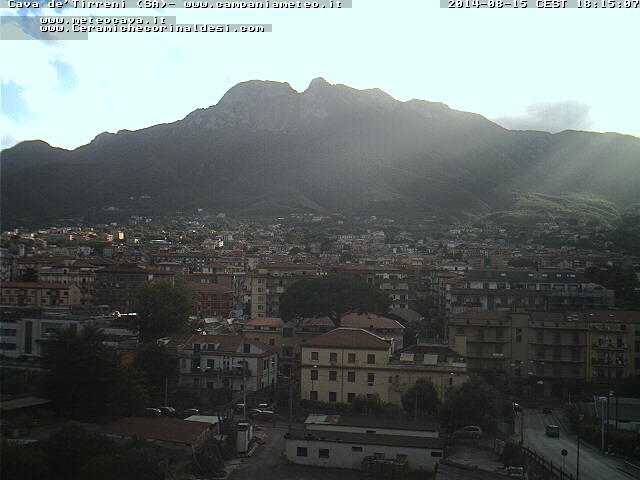 Cava de'Tirreni (SA)- www.campaniameteo.it 2014-08-15 CEST 18:15:07
www.meteocava.it
www.Ceramichecorinaldesi.com